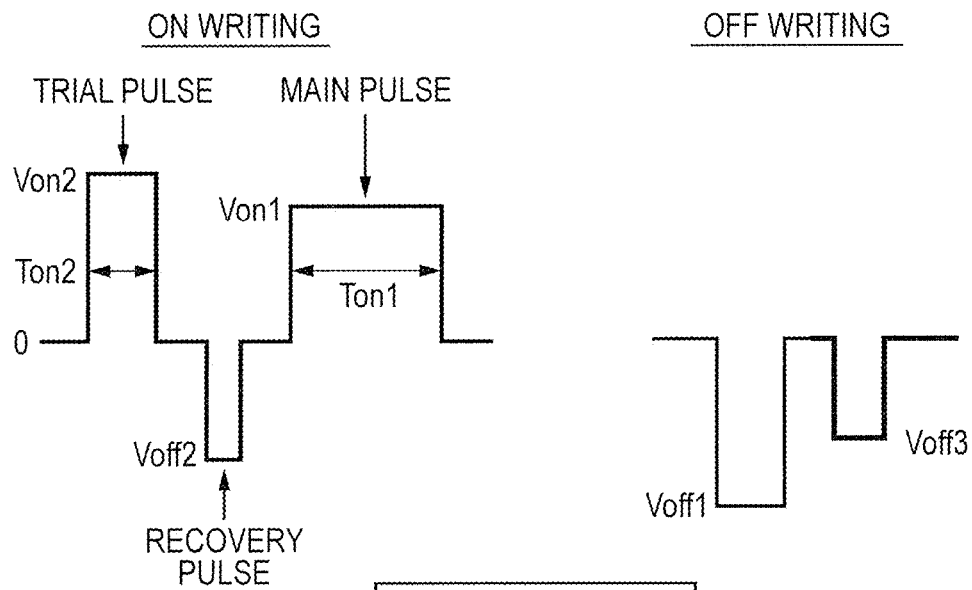 ON WRITING
OFF WRITING
TRIAL PULSE
MAIN PULSE
Von2
Von1
Ton2
Ton1
0
Voff2
Voff3
Voff1
RECOVERY
PULSE